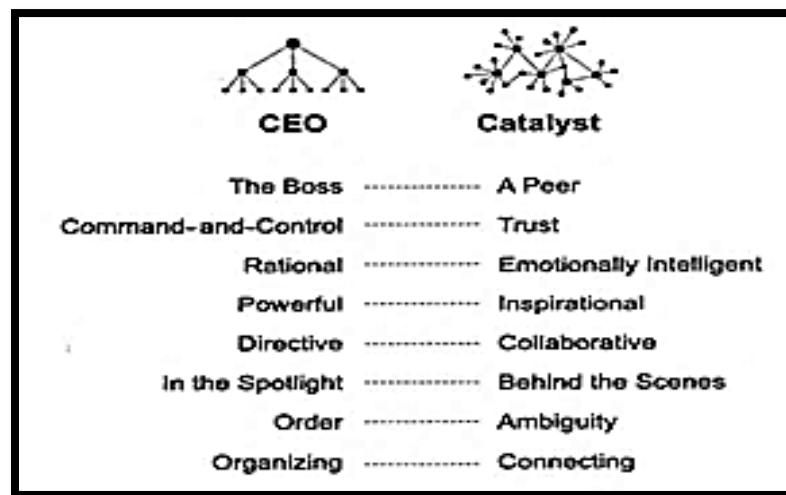 CEO Catalyst
The Boss -------------- A Peer
Command-and-Control -------------- Trust
Rational -------------- Emotionally Intelligent
Powerful -------------- Inspirational
Directive -------------- Collaborative
In the Spotlight -------------- Behind the Scenes
Order -------------- Ambiguity
Organizing -------------- Connecting